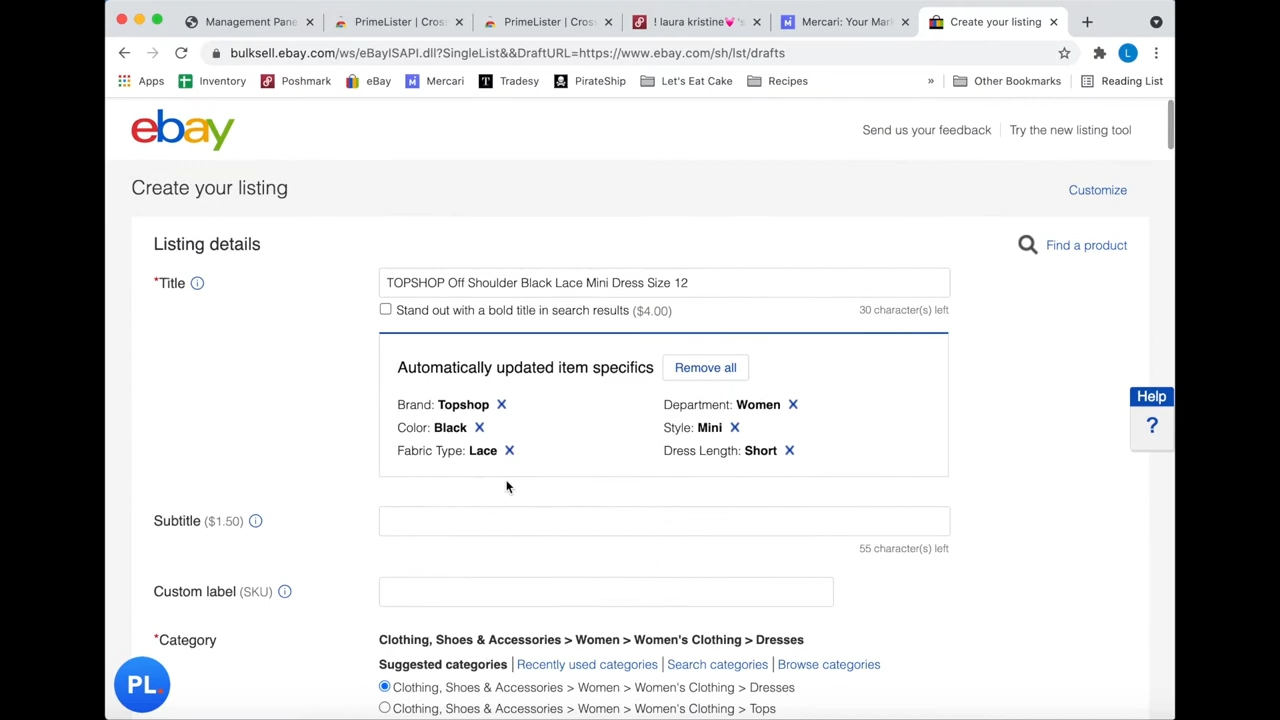 Management Pane
PrimeLister | Cros
PrimeLister | Cros
! laura kristine💗's
Mercari: Your Mark
Create your listing
bulksell.ebay.com/ws/eBayISAPI.dll?SingleList&&DraftURL=https://www.ebay.com/sh/lst/drafts
L
Apps
Inventory
Poshmark
eBay
Mercari
Tradesy
PirateShip
Let's Eat Cake
Recipes
»
Other Bookmarks
Reading List
ebay
Send us your feedback
Try the new listing tool
Create your listing
Customize
Listing details
Find a product
*Title
TOPSHOP Off Shoulder Black Lace Mini Dress Size 12
Stand out with a bold title in search results ($4.00)
30 character(s) left
Automatically updated item specifics
Remove all
Brand: Topshop X
Department: Women X
Color: Black X
Style: Mini X
Fabric Type: Lace X
Dress Length: Short X
Help
?
Subtitle ($1.50)
55 character(s) left
Custom label (SKU)
*Category
Clothing, Shoes & Accessories > Women > Women's Clothing > Dresses
Suggested categories | Recently used categories | Search categories | Browse categories
Clothing, Shoes & Accessories > Women > Women's Clothing > Dresses
Clothing, Shoes & Accessories > Women > Women's Clothing > Tops
PL.